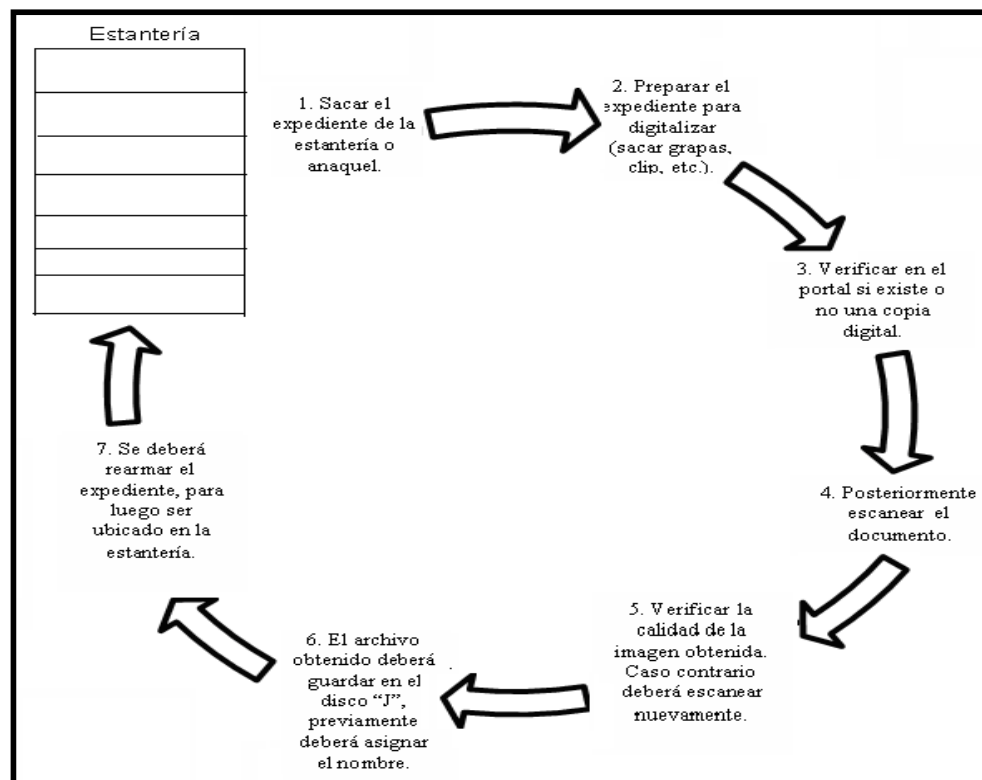 Estantería
1. Sacar el
expediente de la
estantería o
anaquel.
2. Preparar el
expediente para
digitalizar
(sacar grapas,
clip, etc.).
3. Verificar en el
portal si existe o
no una copia
digital.
4. Posteriormente
escanear el
documento.
5. Verificar la
calidad de la
imagen obtenida.
Caso contrario
deberá escanear
nuevamente.
6. El archivo
obtenido deberá
guardar en el
disco “J”,
previamente
deberá asignar
el nombre.
7. Se deberá
rearmar el
expediente, para
luego ser
ubicado en la
estantería.